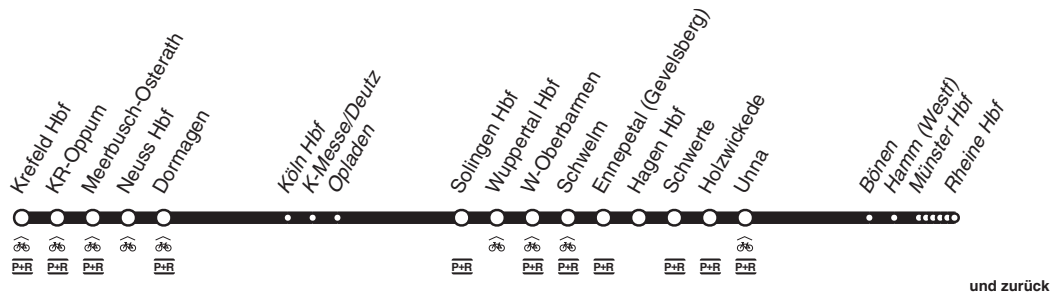 Krefeld Hbf
KR-Oppum
Meerbusch-Osterath
Neuss Hbf
Dormagen
Köln Hbf
K-Messe/Deutz
Opladen
Solingen Hbf
Wuppertal Hbf
W-Oberbarmen
Schwelm
Ennepetal (Gevelsberg)
Hagen Hbf
Schwerte
Holzwickede
Unna
Bönen
Hamm (Westf)
Münster Hbf
Rheine Hbf
P+R P+R P+R P+R P+R P+R P+R P+R P+R P+R P+R
und zurück